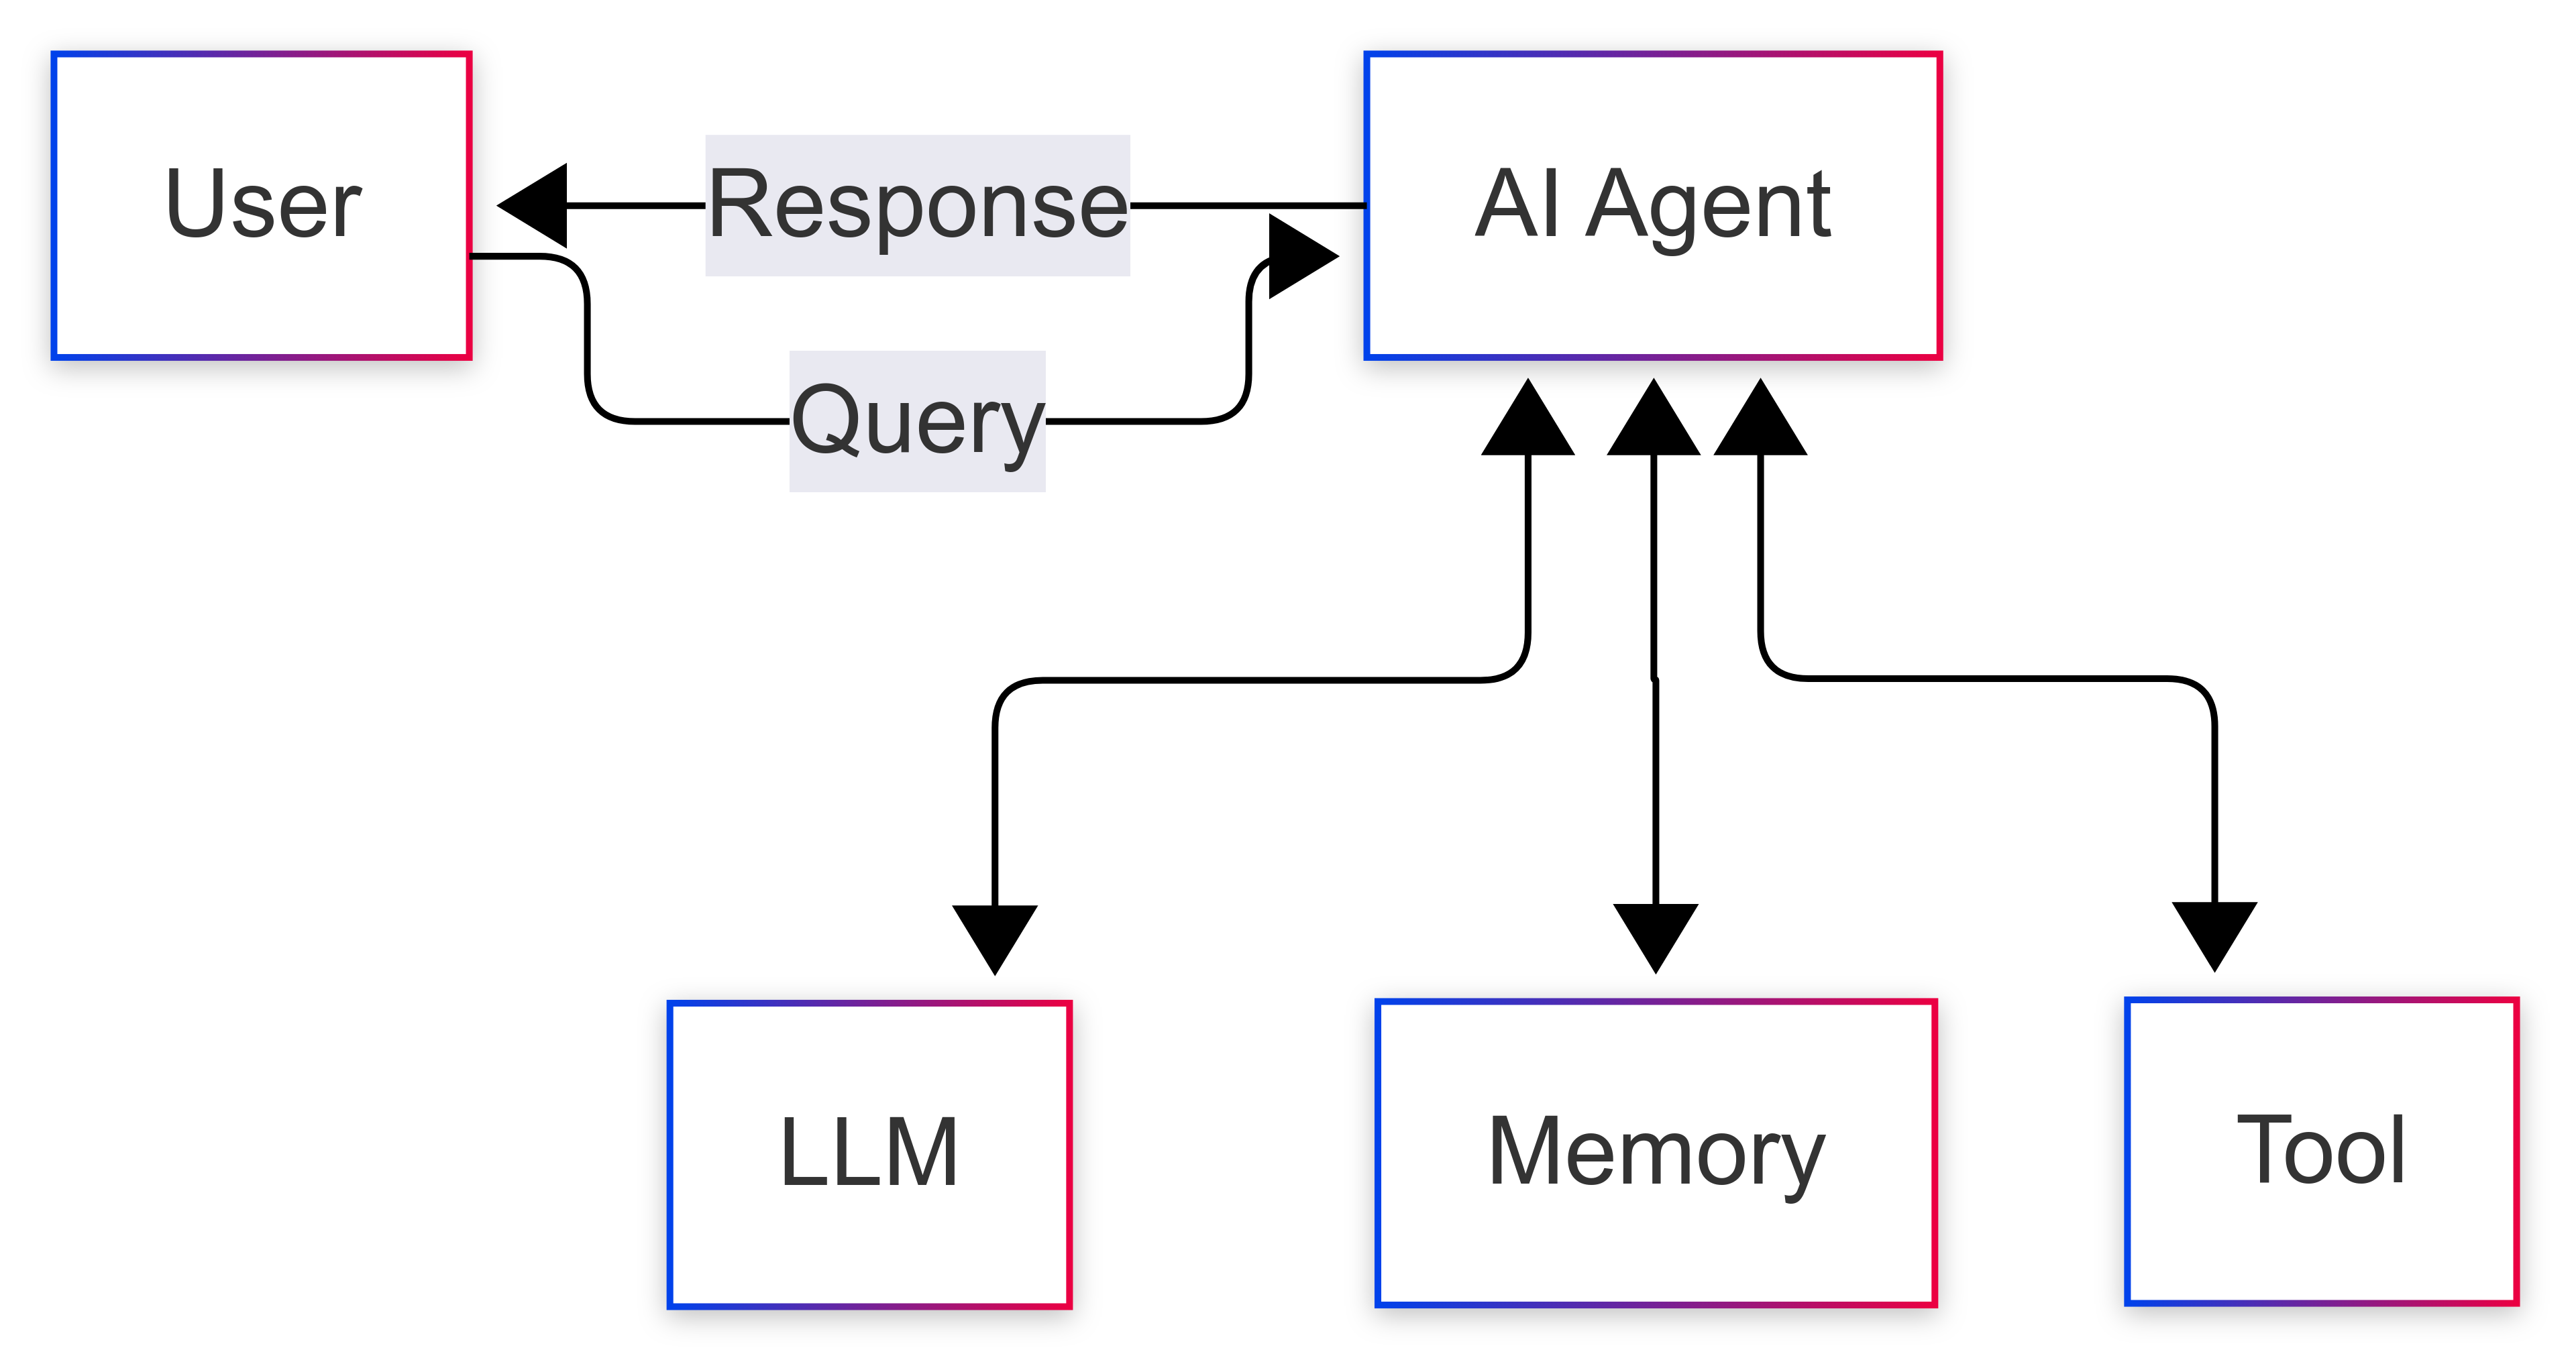 User
Response
AI Agent
Query
LLM
Memory
Tool